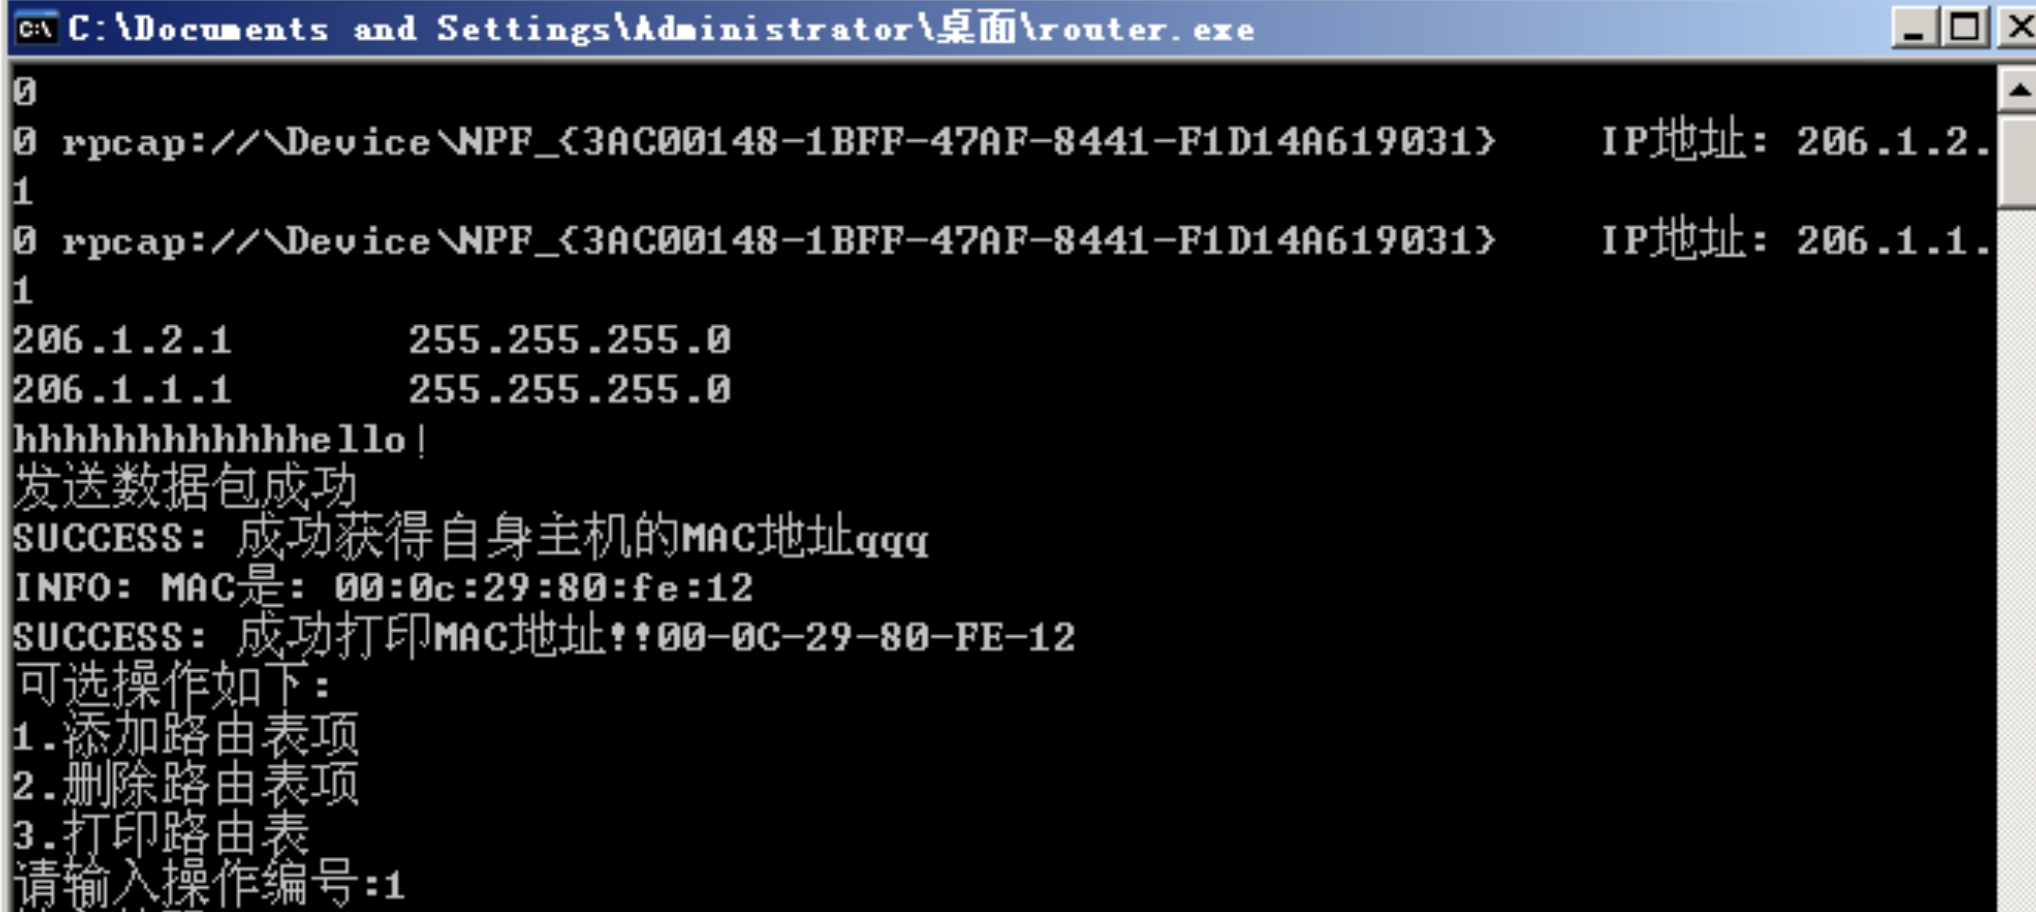 C:\Documents and Settings\Administrator\桌面\router.exe
0
0 rpcap://\Device\NPF_{3AC00148-1BFF-47AF-8441-F1D14A619031}    IP地址: 206.1.2.
1
0 rpcap://\Device\NPF_{3AC00148-1BFF-47AF-8441-F1D14A619031}    IP地址: 206.1.1.
1
206.1.2.1       255.255.255.0
206.1.1.1       255.255.255.0
hhhhhhhhhhhhhello|
发送数据包成功
SUCCESS: 成功获得自身主机的MAC地址qqq
INFO: MAC是: 00:0c:29:80:fe:12
SUCCESS: 成功打印MAC地址!!00-0C-29-80-FE-12
可选操作如下:
1.添加路由表项
2.删除路由表项
3.打印路由表
请输入操作编号:1